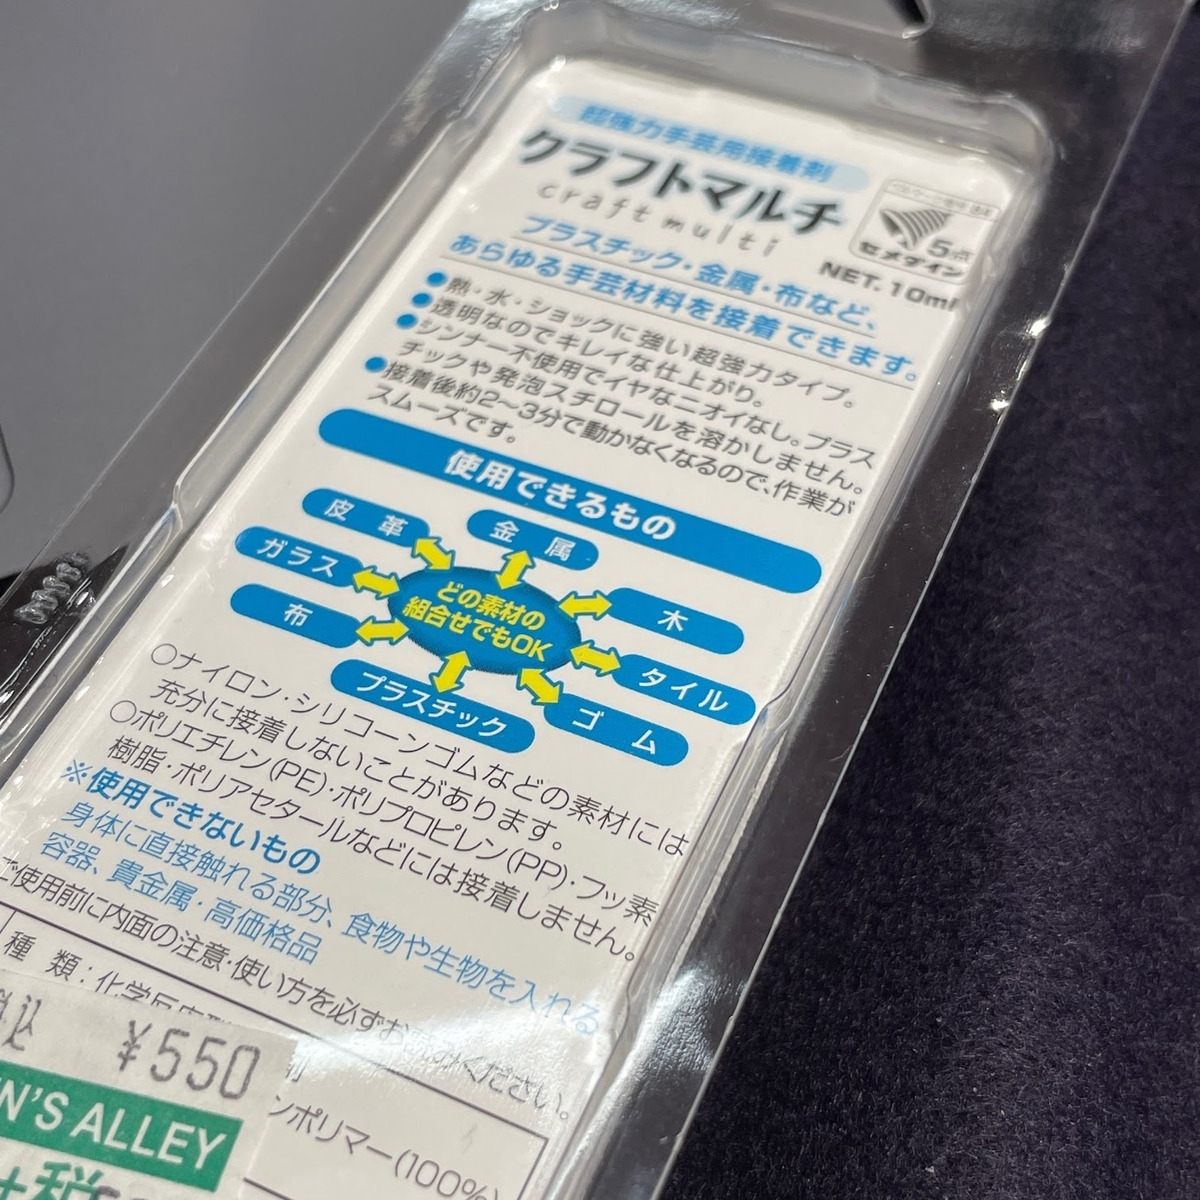 超強力手芸用接着剤
クラフトマルチ
craft multi
ベルマーク
5点
セメダイン
NET. 10ml
プラスチック・金属・布など、
あらゆる手芸材料を接着できます。
●熱・水・ショックに強い超強力タイプ。
●透明なのでキレイな仕上がり。
●シンナー不使用でイヤなニオイなし。プラス
チックや発泡スチロールを溶かしません。
●接着後約2〜3分で動かなくなるので、作業が
スムーズです。
使用できるもの
皮 革
金 属
ガラス
木
布
どの素材の
組合せでもOK
タイル
プラスチック
ゴ ム
○ナイロン・シリコーンゴムなどの素材には
充分に接着しないことがあります。
○ポリエチレン(PE)・ポリプロピレン(PP)・フッ素
樹脂・ポリアセタールなどには接着しません。
※使用できないもの
身体に直接触れる部分、食物や生物を入れる
容器、貴金属・高価格品
ご使用前に内面の注意・使い方を必ずお読みください。
種 類:化学反応型
剤
ンポリマー(100%)
税込 ¥550
N'S ALLEY
+税